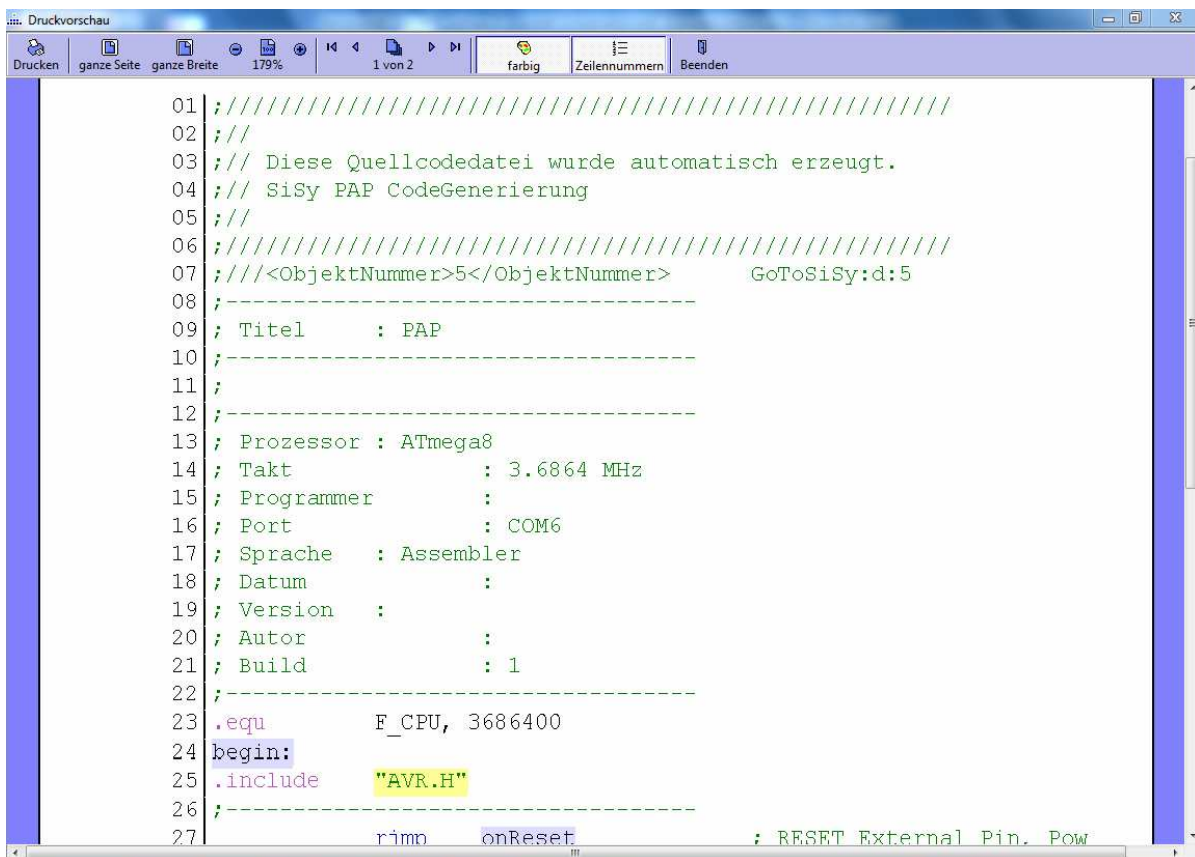 Druckvorschau
Drucken ganze Seite ganze Breite 179% 1 von 2 farbig Zeilennummern Beenden
01 ;//////////////////////////////////////////////////////
02 ;//
03 ;// Diese Quellcodedatei wurde automatisch erzeugt.
04 ;// SiSy PAP CodeGenerierung
05 ;//
06 ;//////////////////////////////////////////////////////
07 ;///<ObjektNummer>5</ObjektNummer> GoToSiSy:d:5
08 ;-----------------------------------
09 ; Titel : PAP
10 ;-----------------------------------
11 ;
12 ;-----------------------------------
13 ; Prozessor : ATmega8
14 ; Takt : 3.6864 MHz
15 ; Programmer :
16 ; Port : COM6
17 ; Sprache : Assembler
18 ; Datum :
19 ; Version :
20 ; Autor :
21 ; Build : 1
22 ;-----------------------------------
23 .equ F_CPU, 3686400
24 begin:
25 .include "AVR.H"
26 ;-----------------------------------
27 rjmp onReset ; RESET External Pin, Pow